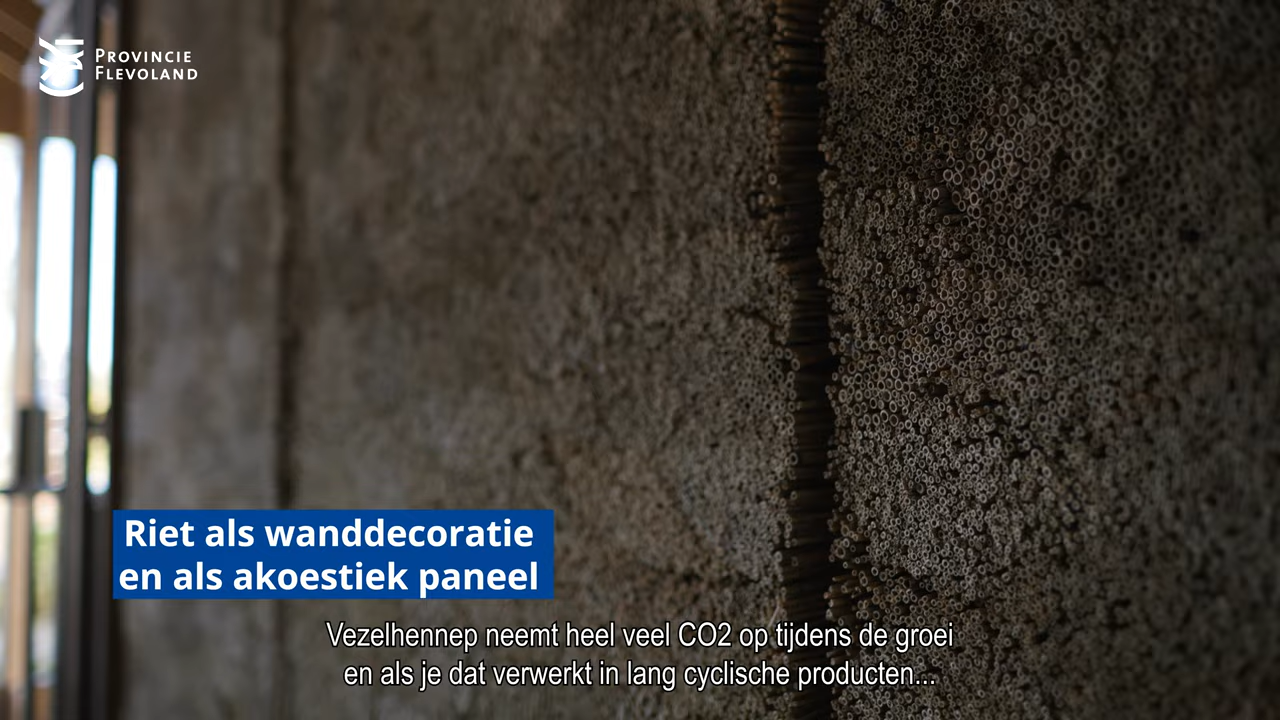 PROVINCIE
FLEVOLAND
Riet als wanddecoratie
en als akoestiek paneel
Vezelhennep neemt heel veel CO2 op tijdens de groei
en als je dat verwerkt in lang cyclische producten...